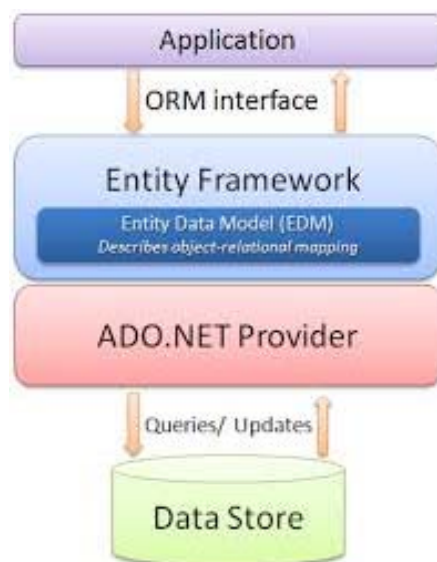 Application
ORM interface
Entity Framework
Entity Data Model (EDM)
Describes object-relational mapping
ADO.NET Provider
Queries/ Updates
Data Store